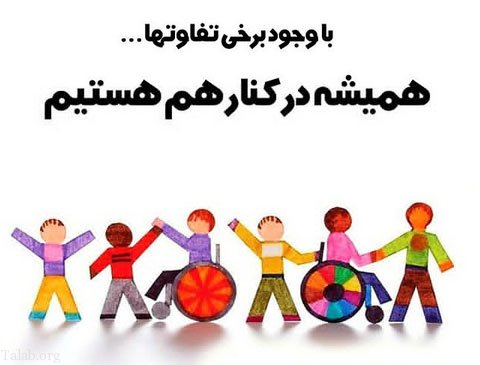 با وجود برخی تفاوتها...
همیشه در کنار هم هستیم
Talab.org